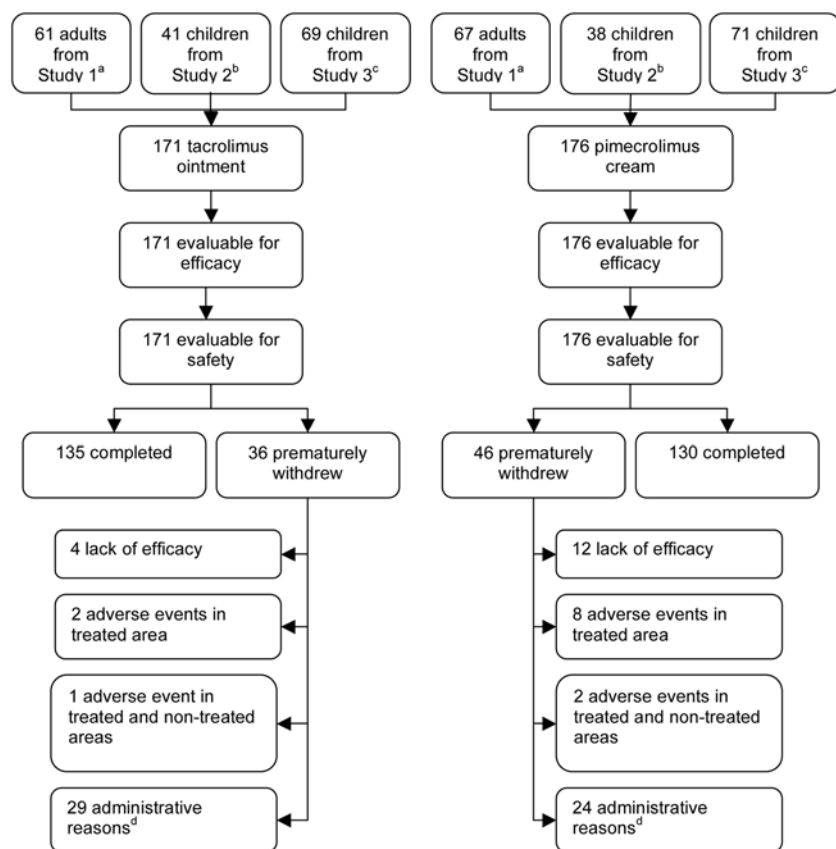 61 adults
from
Study 1ᵃ
41 children
from
Study 2ᵇ
69 children
from
Study 3ᶜ
67 adults
from
Study 1ᵃ
38 children
from
Study 2ᵇ
71 children
from
Study 3ᶜ
171 tacrolimus
ointment
176 pimecrolimus
cream
171 evaluable for
efficacy
176 evaluable for
efficacy
171 evaluable for
safety
176 evaluable for
safety
135 completed
36 prematurely
withdrew
46 prematurely
withdrew
130 completed
4 lack of efficacy
12 lack of efficacy
2 adverse events in
treated area
8 adverse events in
treated area
1 adverse event in
treated and non-treated
areas
2 adverse events in
treated and non-treated
areas
29 administrative
reasonsᵈ
24 administrative
reasonsᵈ